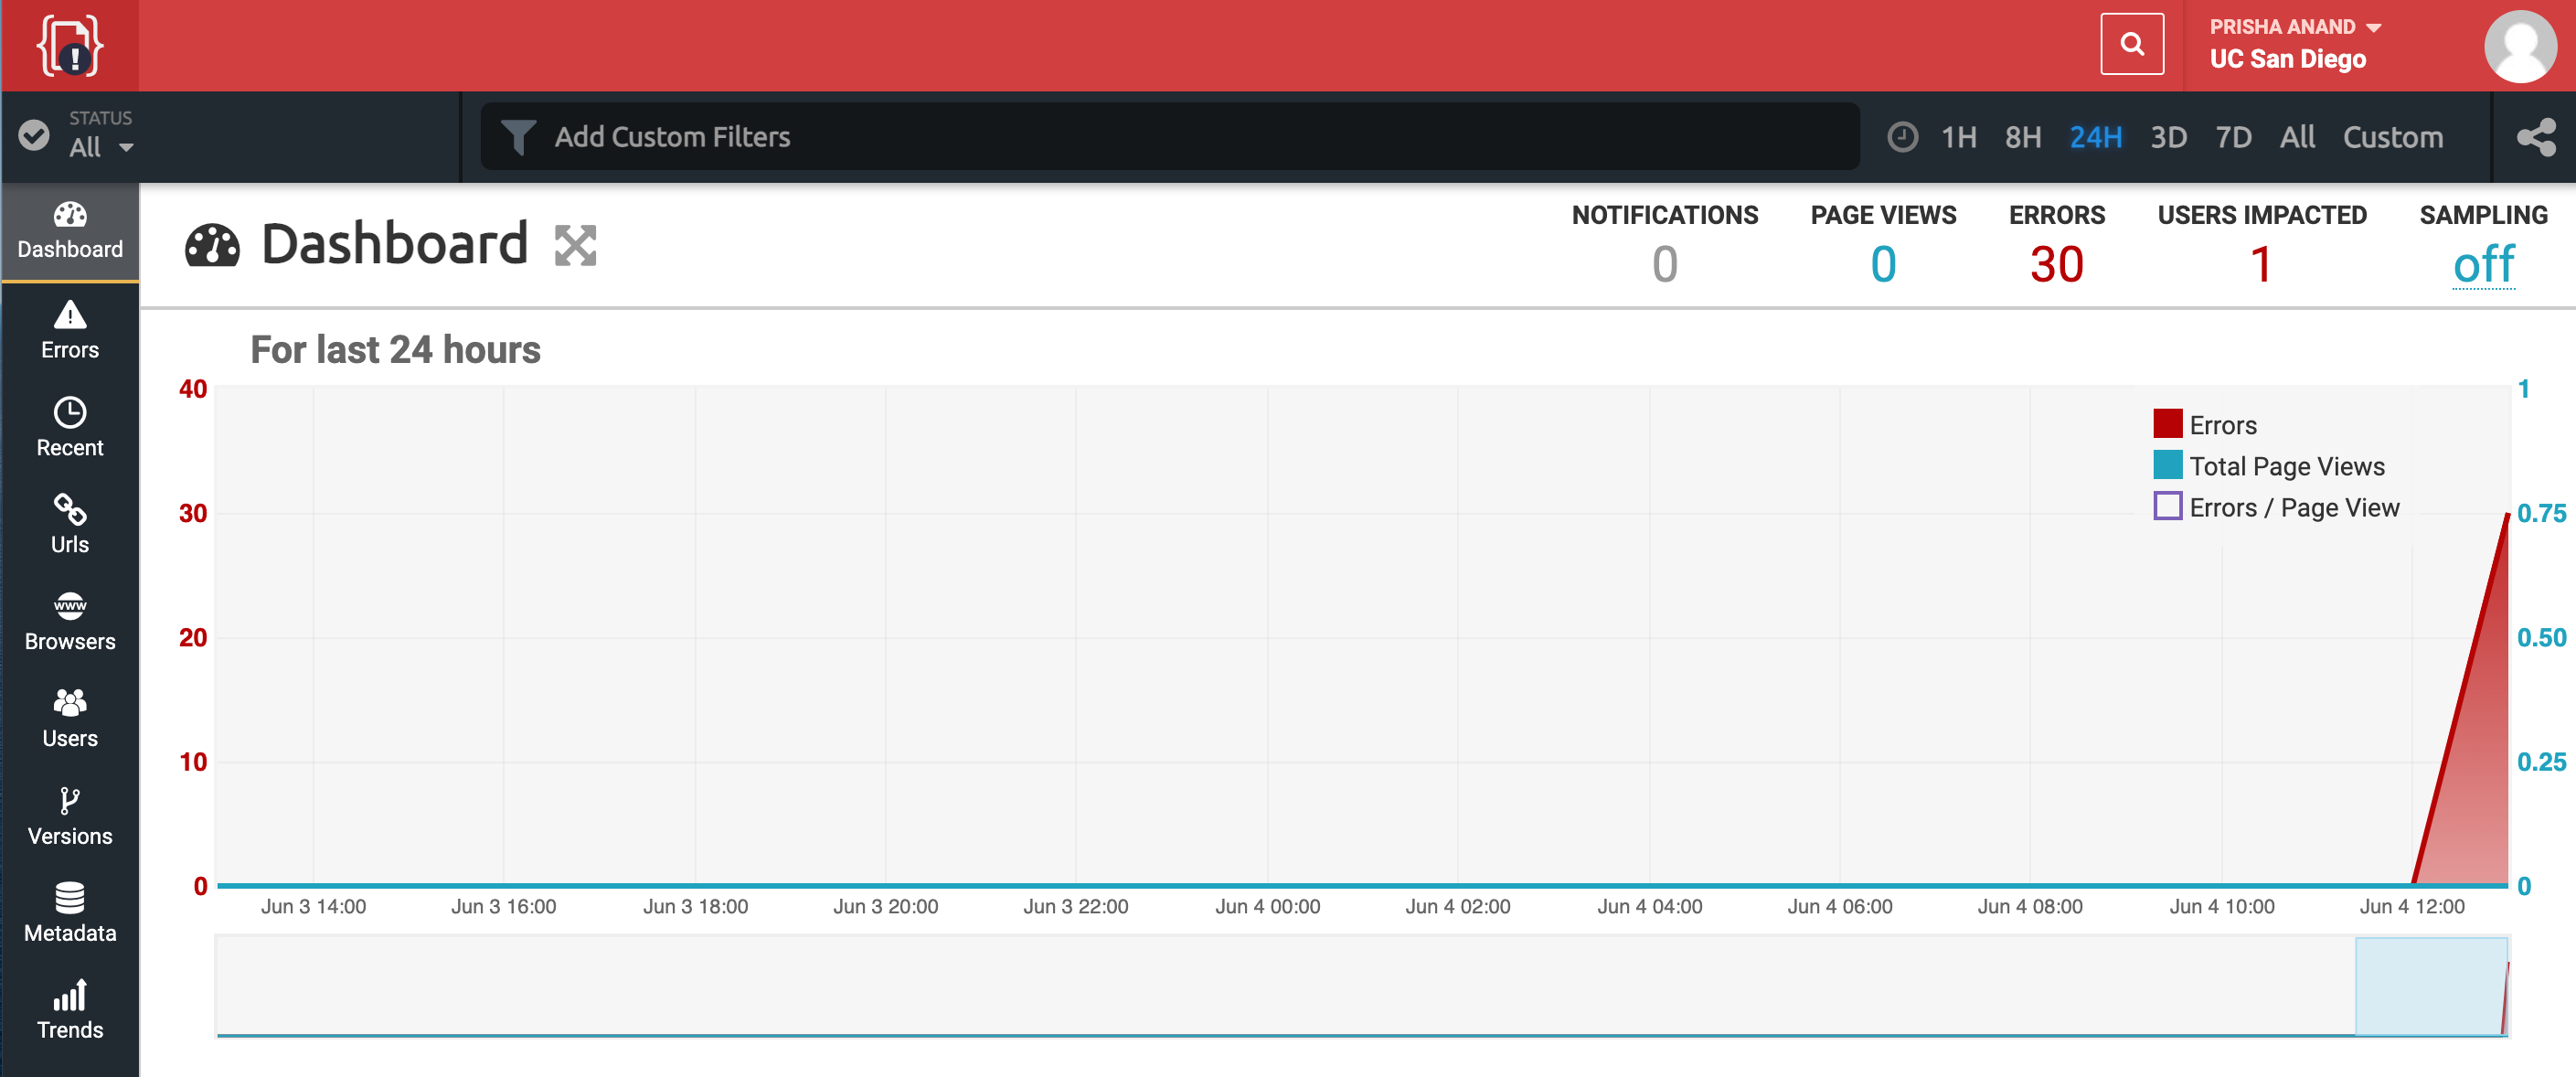 PRISHA ANAND
UC San Diego
STATUS
All
Add Custom Filters
1H 8H 24H 3D 7D All Custom
Dashboard
Errors
Recent
Urls
www
Browsers
Users
Versions
Metadata
Trends
Dashboard
NOTIFICATIONS PAGE VIEWS ERRORS USERS IMPACTED SAMPLING
0 0 30 1 off
For last 24 hours
40
30
20
10
0
1
0.75
0.50
0.25
0
Errors
Total Page Views
Errors / Page View
Jun 3 14:00 Jun 3 16:00 Jun 3 18:00 Jun 3 20:00 Jun 3 22:00 Jun 4 00:00 Jun 4 02:00 Jun 4 04:00 Jun 4 06:00 Jun 4 08:00 Jun 4 10:00 Jun 4 12:00